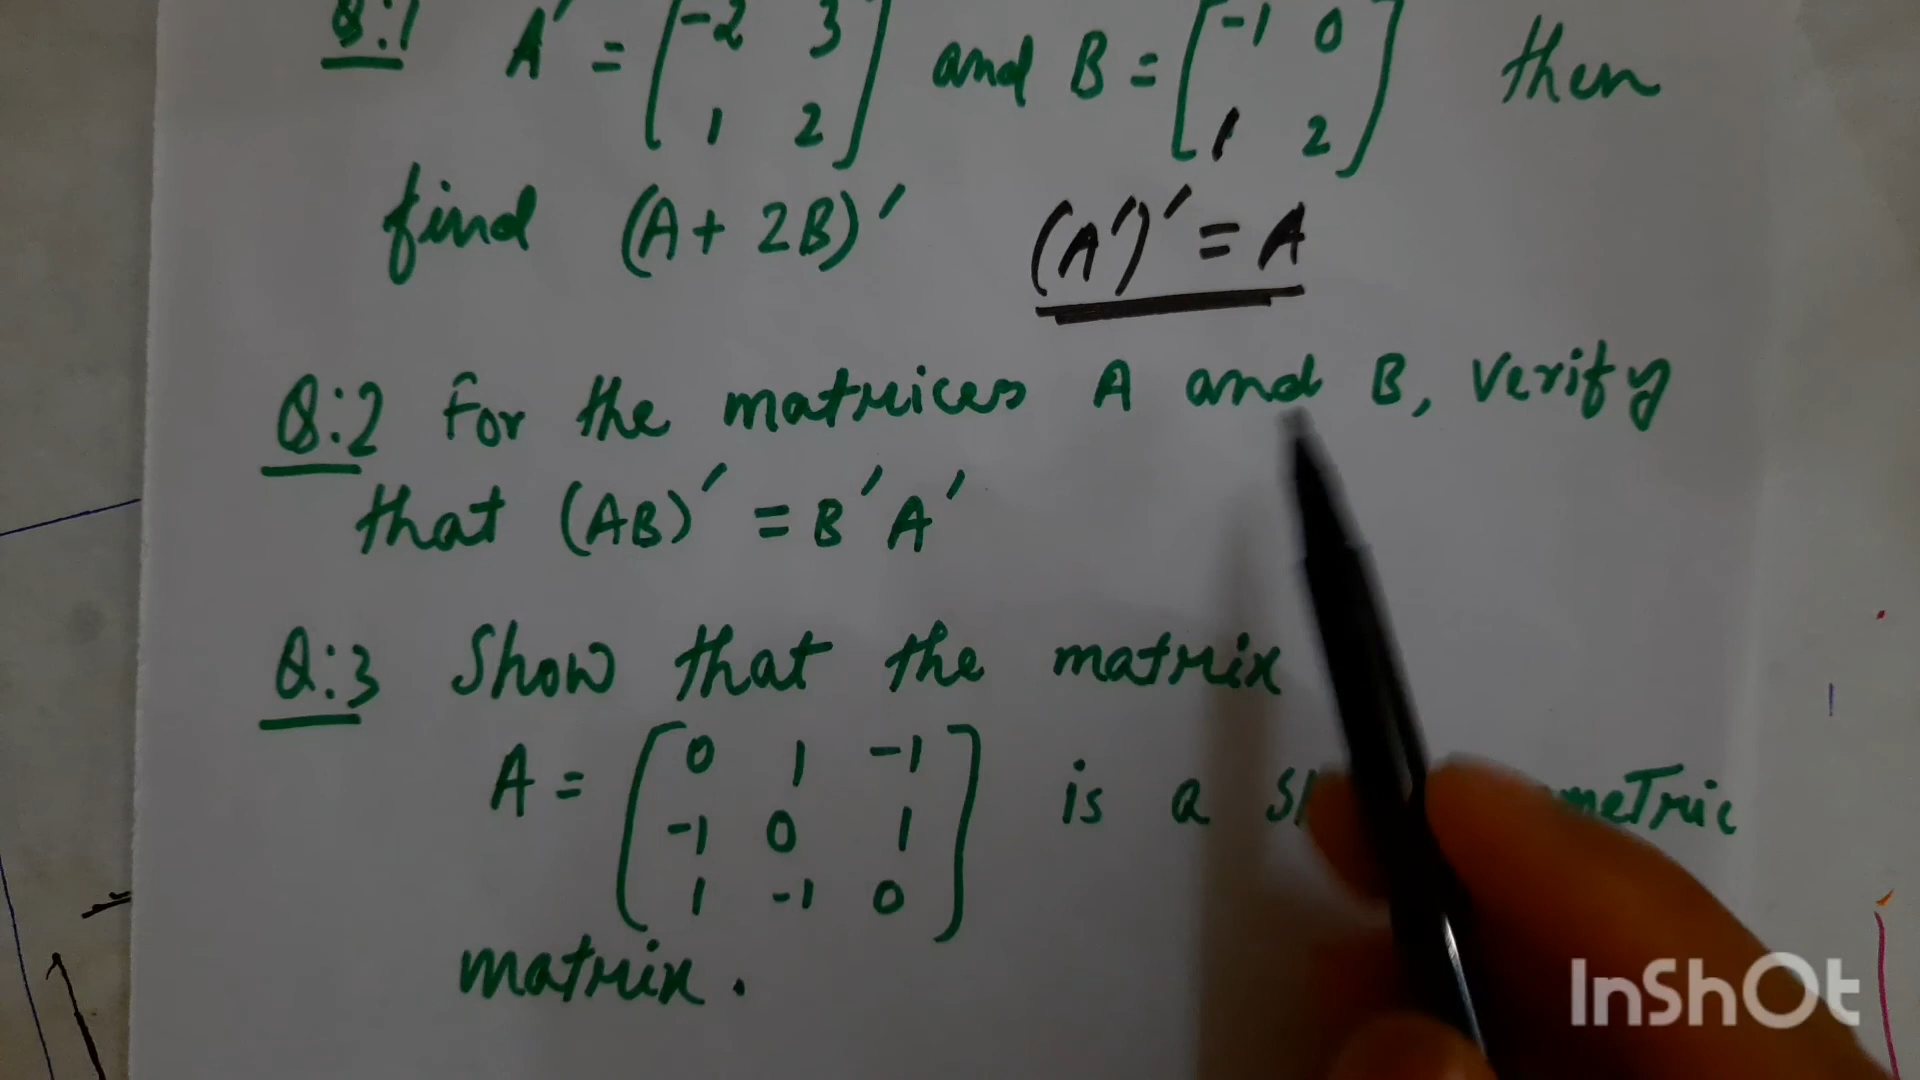 Q:1 A' = [-2 3 and B = [-1 0 then
1 2] 1 2]
find (A+ 2B)' (A')' = A
Q:2 For the matrices A and B, verify
that (AB)' = B'A'
Q:3 Show that the matrix
A = [0 1 -1
-1 0 1 is a
1 -1 0]
matrix.
InShOt